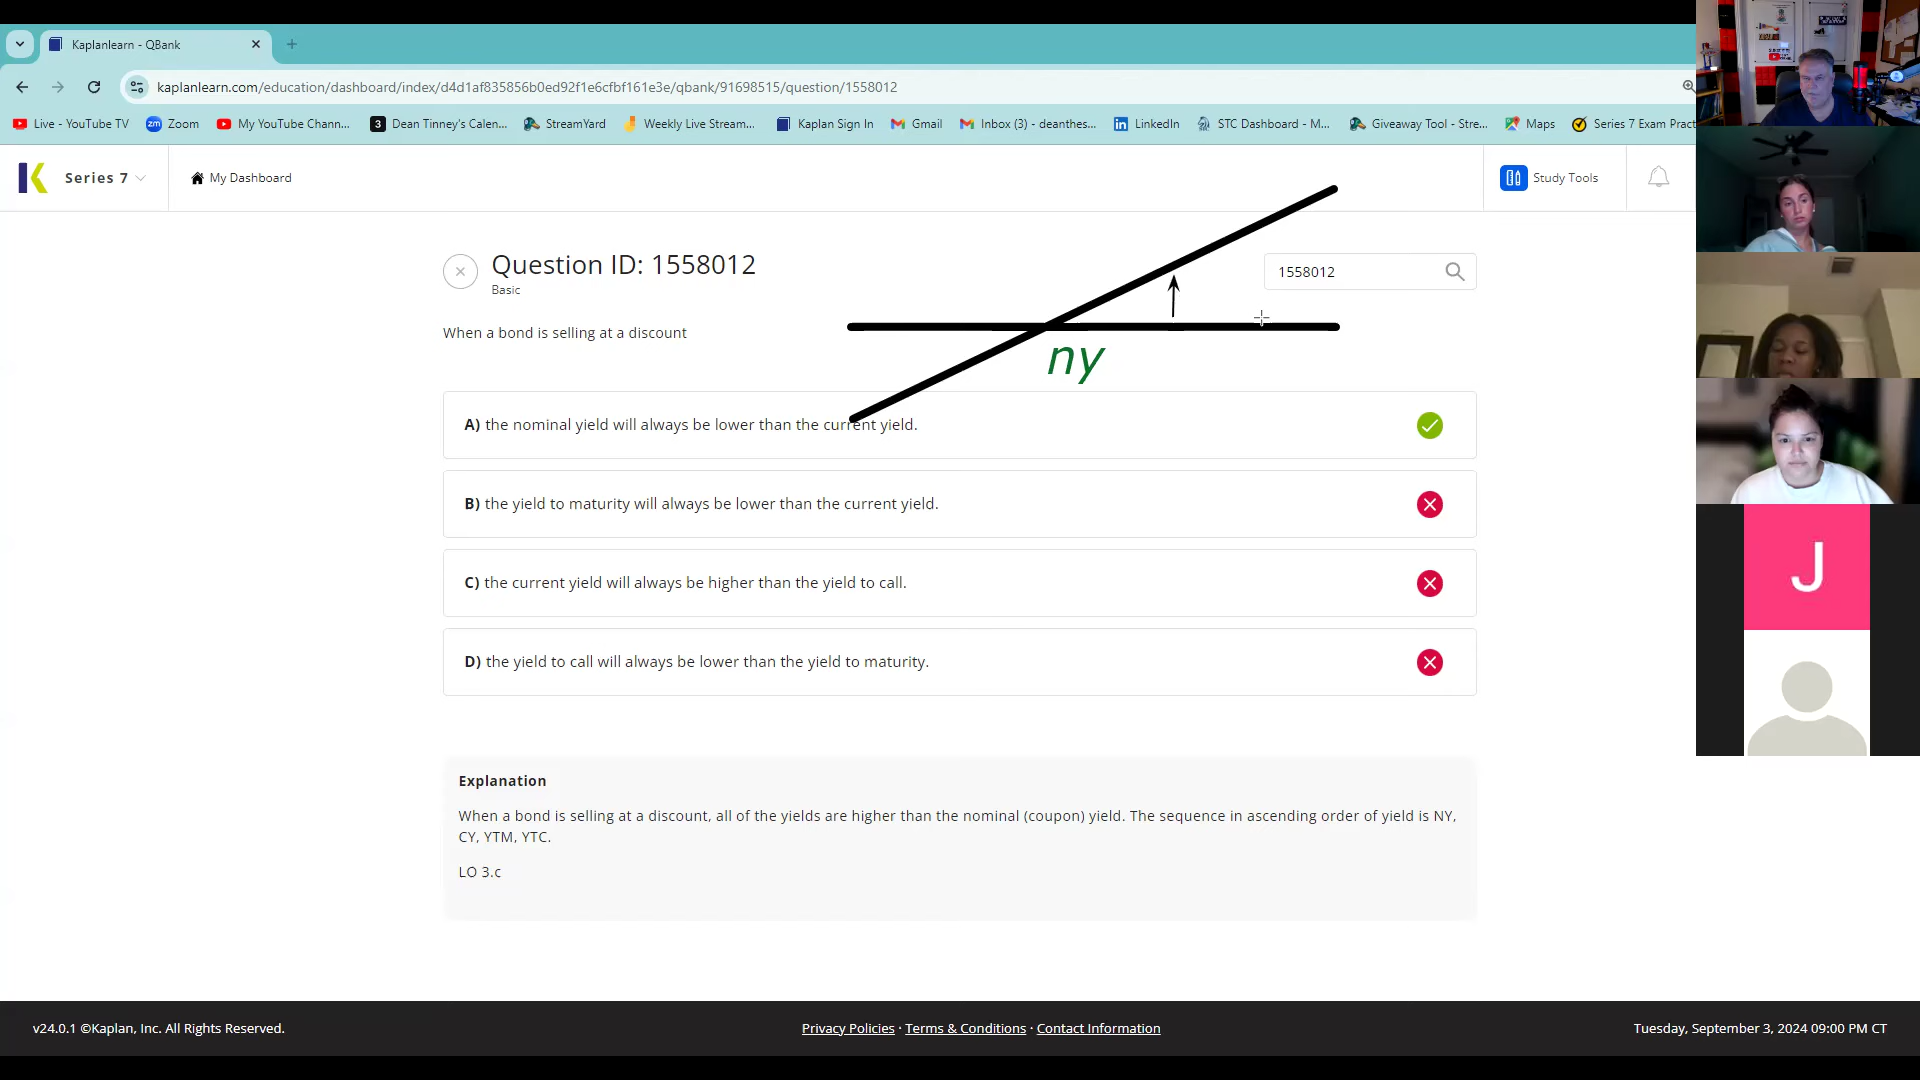 Kaplanlearn - QBank
kaplanlearn.com/education/dashboard/index/d4d1af835856b0ed92f1e6cfbf161e3e/qbank/91698515/question/1558012
Live - YouTube TV
Zoom
My YouTube Chann...
Dean Tinney's Calen...
StreamYard
Weekly Live Stream...
Kaplan Sign In
Gmail
Inbox (3) - deanthes...
LinkedIn
STC Dashboard - M...
Giveaway Tool - Stre...
Maps
Series 7 Exam Pract
Series 7
My Dashboard
Study Tools
Question ID: 1558012
1558012
Basic
When a bond is selling at a discount
ny
A) the nominal yield will always be lower than the current yield.
B) the yield to maturity will always be lower than the current yield.
C) the current yield will always be higher than the yield to call.
D) the yield to call will always be lower than the yield to maturity.
J
Explanation
When a bond is selling at a discount, all of the yields are higher than the nominal (coupon) yield. The sequence in ascending order of yield is NY,
CY, YTM, YTC.
LO 3.c
v24.0.1 ©Kaplan, Inc. All Rights Reserved.
Privacy Policies · Terms & Conditions · Contact Information
Tuesday, September 3, 2024 09:00 PM CT